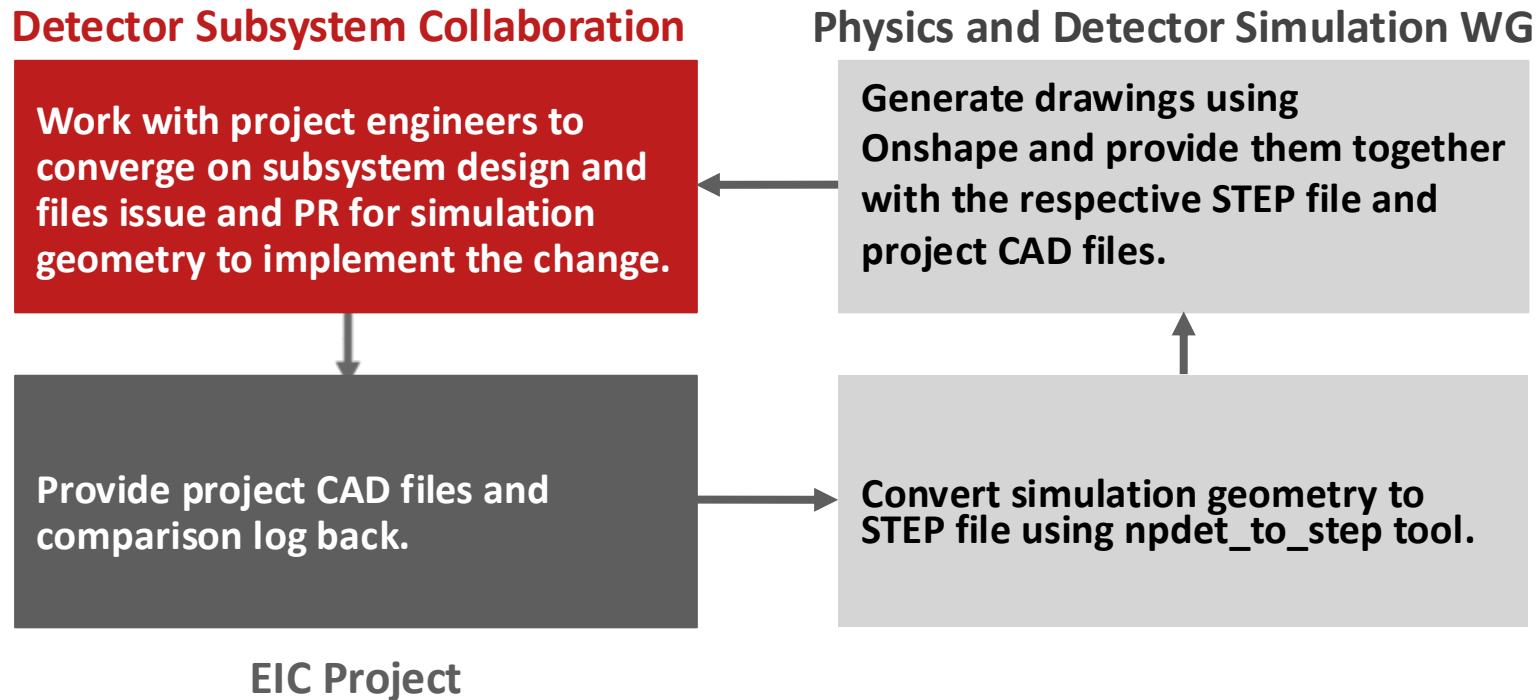 Detector Subsystem Collaboration
Physics and Detector Simulation WG
Work with project engineers to
converge on subsystem design and
files issue and PR for simulation
geometry to implement the change.
Generate drawings using
Onshape and provide them together
with the respective STEP file and
project CAD files.
Provide project CAD files and
comparison log back.
Convert simulation geometry to
STEP file using npdet_to_step tool.
EIC Project